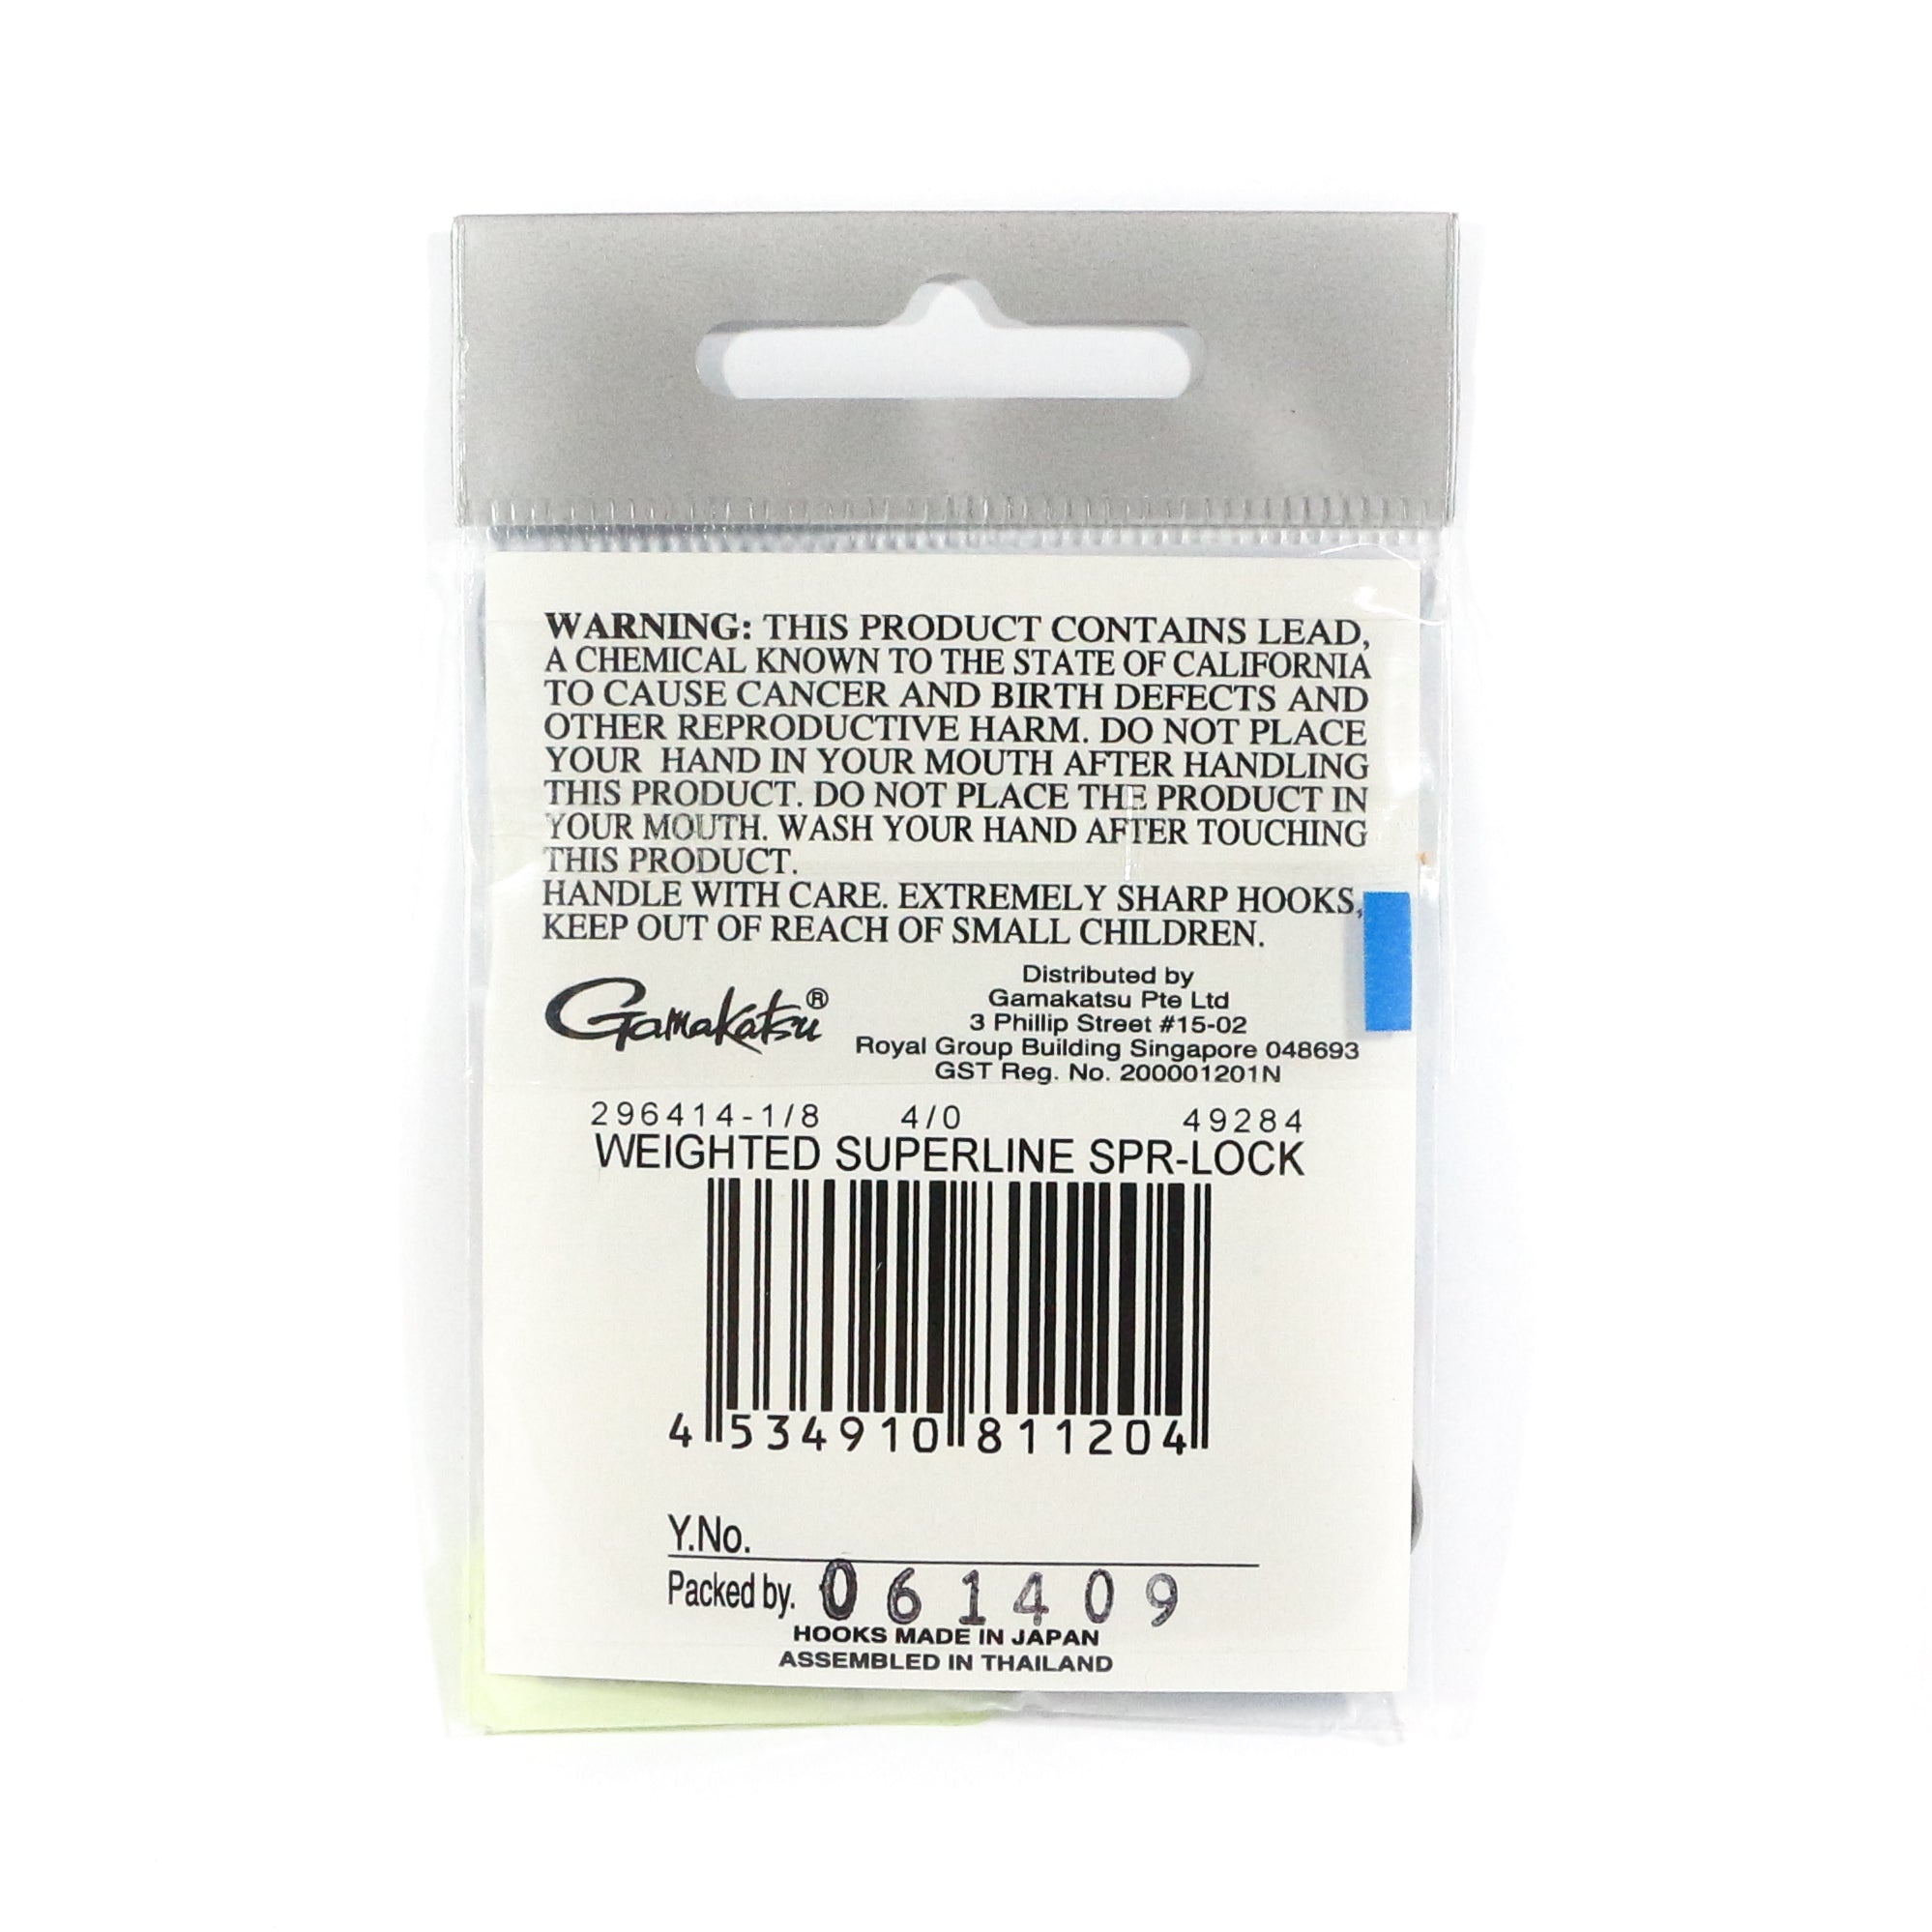 WARNING: THIS PRODUCT CONTAINS LEAD,
A CHEMICAL KNOWN TO THE STATE OF CALIFORNIA
TO CAUSE CANCER AND BIRTH DEFECTS AND
OTHER REPRODUCTIVE HARM. DO NOT PLACE
YOUR HAND IN YOUR MOUTH AFTER HANDLING
THIS PRODUCT. DO NOT PLACE THE PRODUCT IN
YOUR MOUTH. WASH YOUR HAND AFTER TOUCHING
THIS PRODUCT.
HANDLE WITH CARE. EXTREMELY SHARP HOOKS,
KEEP OUT OF REACH OF SMALL CHILDREN.
Gamakatsu®
Distributed by
Gamakatsu Pte Ltd
3 Phillip Street #15-02
Royal Group Building Singapore 048693
GST Reg. No. 200001201N
296414-1/8 4/0 49284
WEIGHTED SUPERLINE SPR-LOCK
4 534910 811204
Y.No.
Packed by. 061409
HOOKS MADE IN JAPAN
ASSEMBLED IN THAILAND